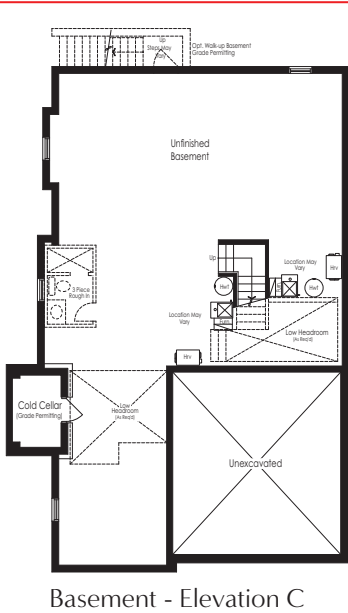 Up
Steps May
Vary
Opt. Walk-up Basement
Grade Permitting
Unfinished
Basement
Up
Location May
Vary
Hrv
Hwt
Hwt
3 Piece
Rough In
Location May
Vary
Furn
Low Headroom
(As Req'd)
Hrv
Cold Cellar
(Grade Permitting)
Low
Headroom
(As Req'd)
Unexcavated
Basement - Elevation C